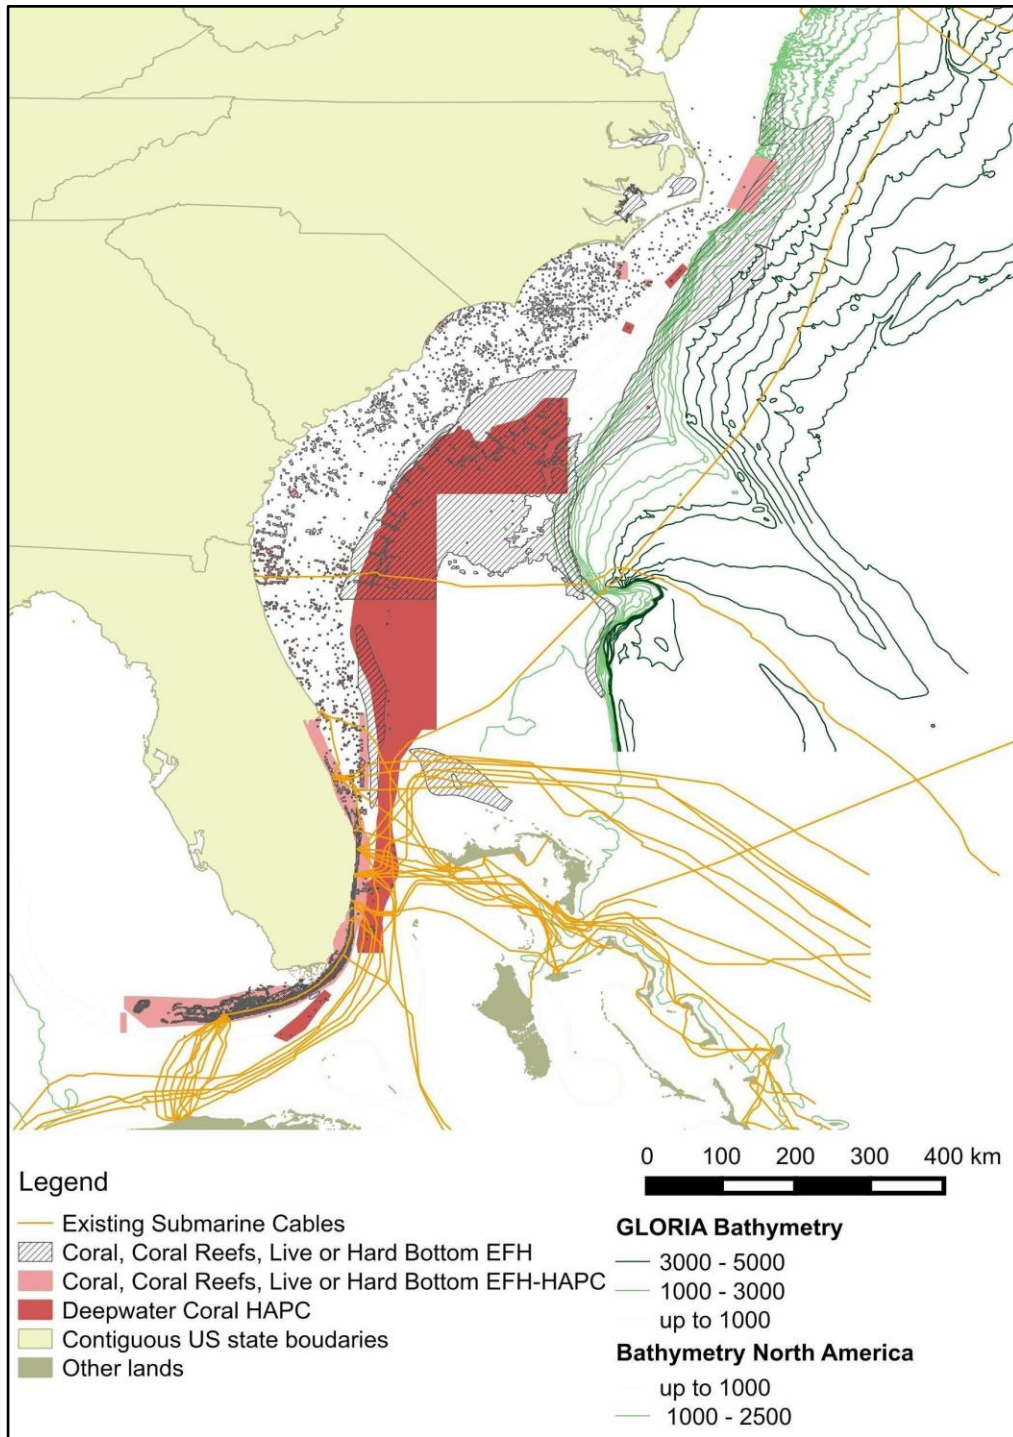 0 100 200 300 400 km
Legend
Existing Submarine Cables
Coral, Coral Reefs, Live or Hard Bottom EFH
Coral, Coral Reefs, Live or Hard Bottom EFH-HAPC
Deepwater Coral HAPC
Contiguous US state boudaries
Other lands
GLORIA Bathymetry
3000 - 5000
1000 - 3000
up to 1000
Bathymetry North America
up to 1000
1000 - 2500